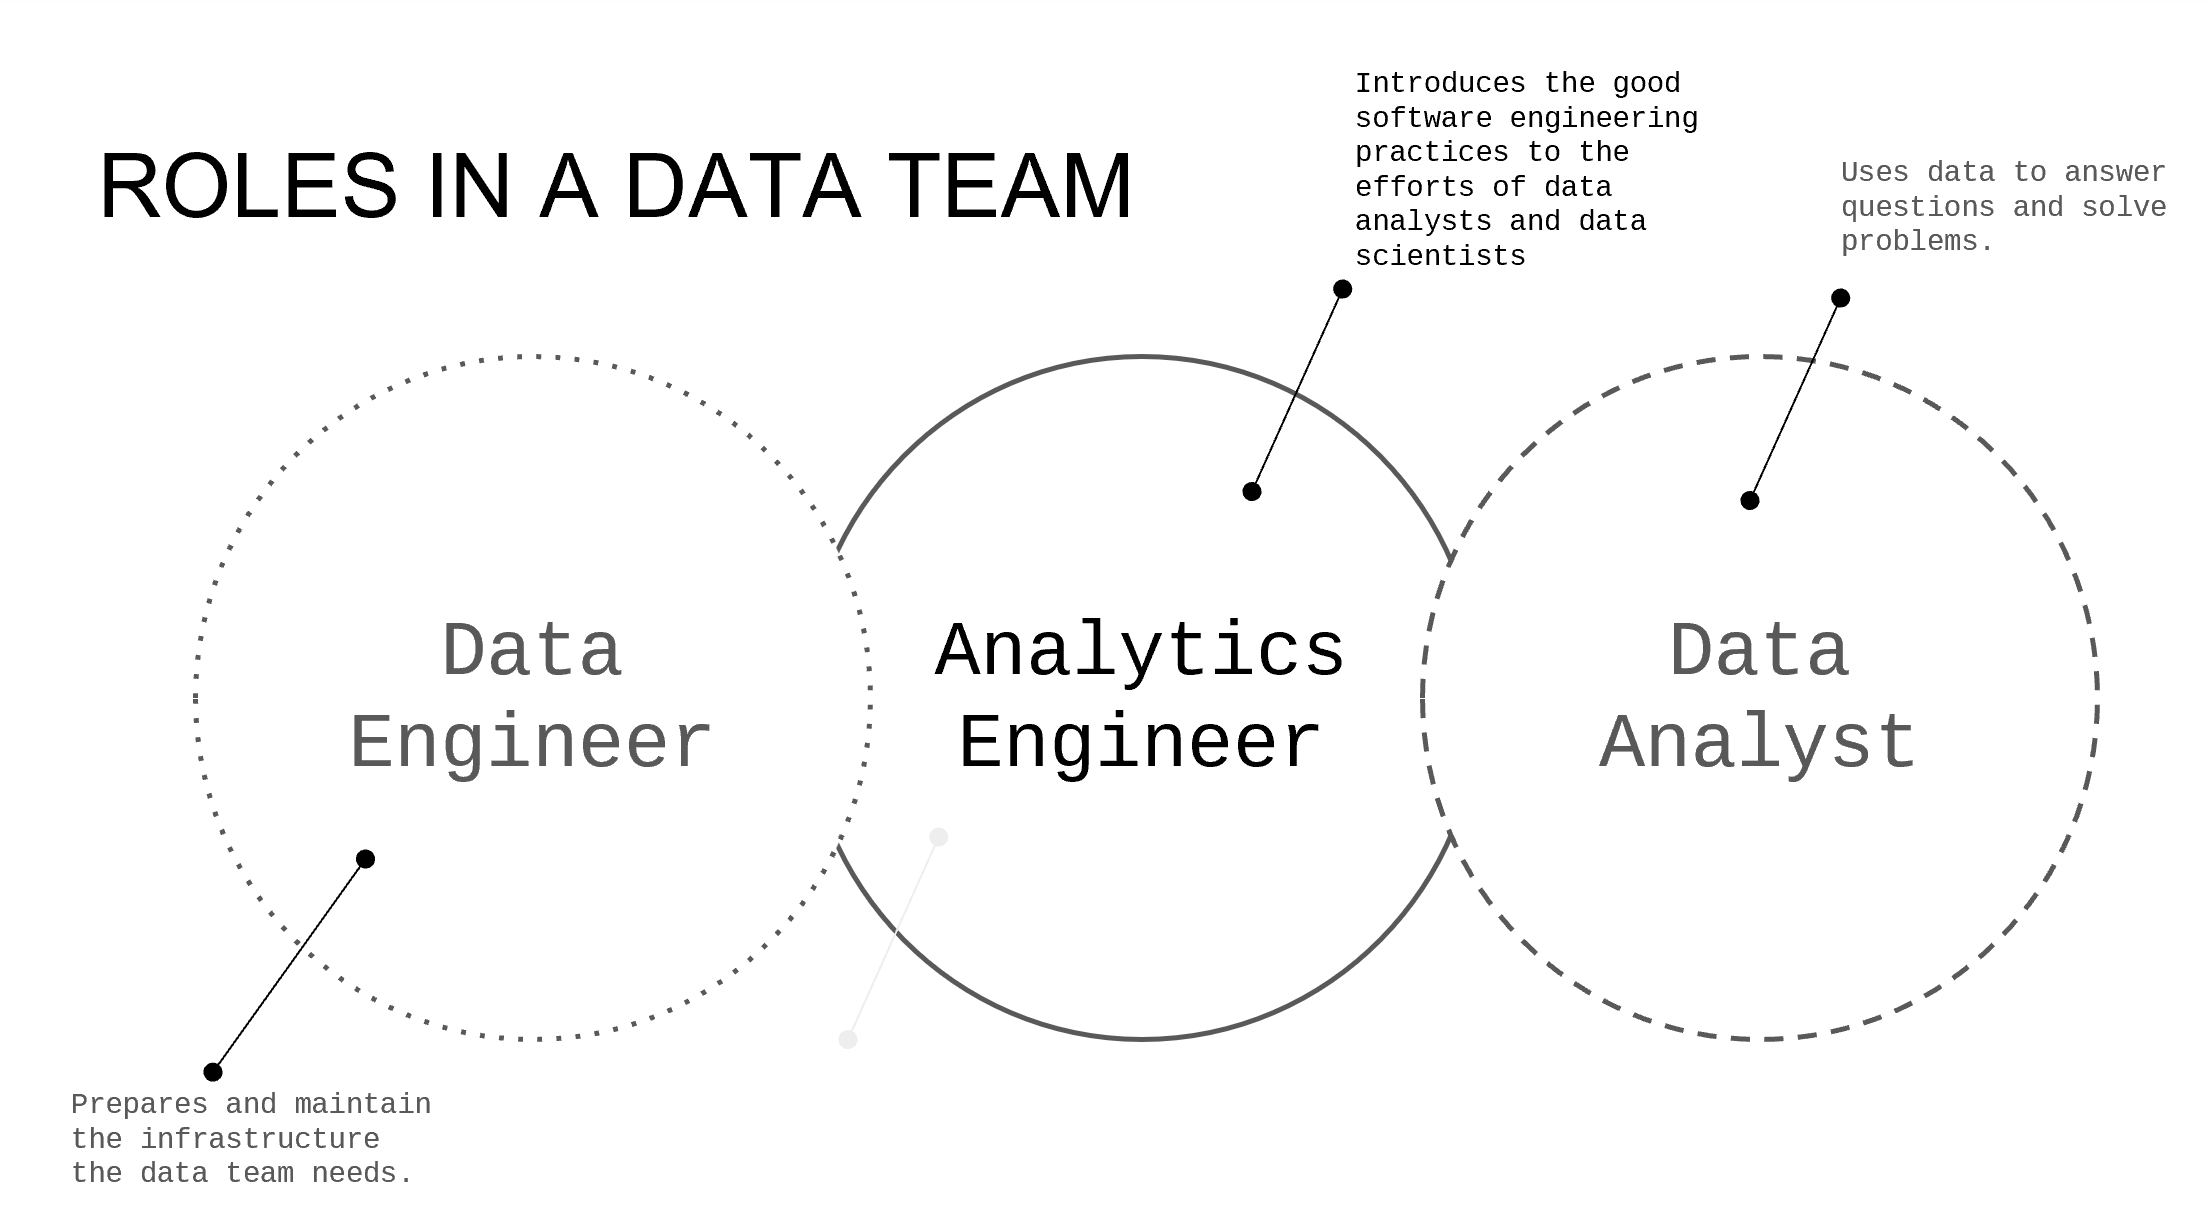 ROLES IN A DATA TEAM
Introduces the good
software engineering
practices to the
efforts of data
analysts and data
scientists
Uses data to answer
questions and solve
problems.
Data
Engineer
Analytics
Engineer
Data
Analyst
Prepares and maintain
the infrastructure
the data team needs.